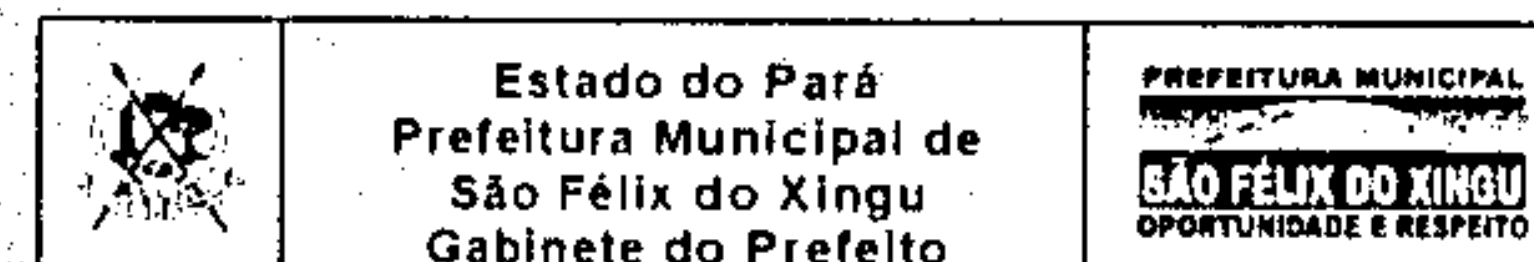 Estado do Pará
Prefeitura Municipal de
São Félix do Xingu
Gabinete do Prefeito
PREFEITURA MUNICIPAL
SÃO FÉLIX DO XINGU
OPORTUNIDADE E RESPEITO